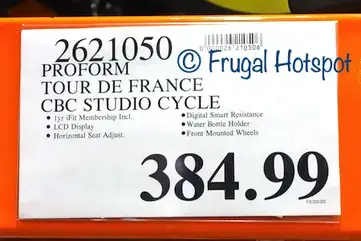 2621050
0000026210306
© Frugal Hotspot
PROFORM
TOUR DE FRANCE
CBC STUDIO CYCLE
• 1yr iFit Membership Incl.
• LCD Display
• Horizontal Seat Adjust.
• Digital Smart Resistance
• Water Bottle Holder
• Front Mounted Wheels
384.99